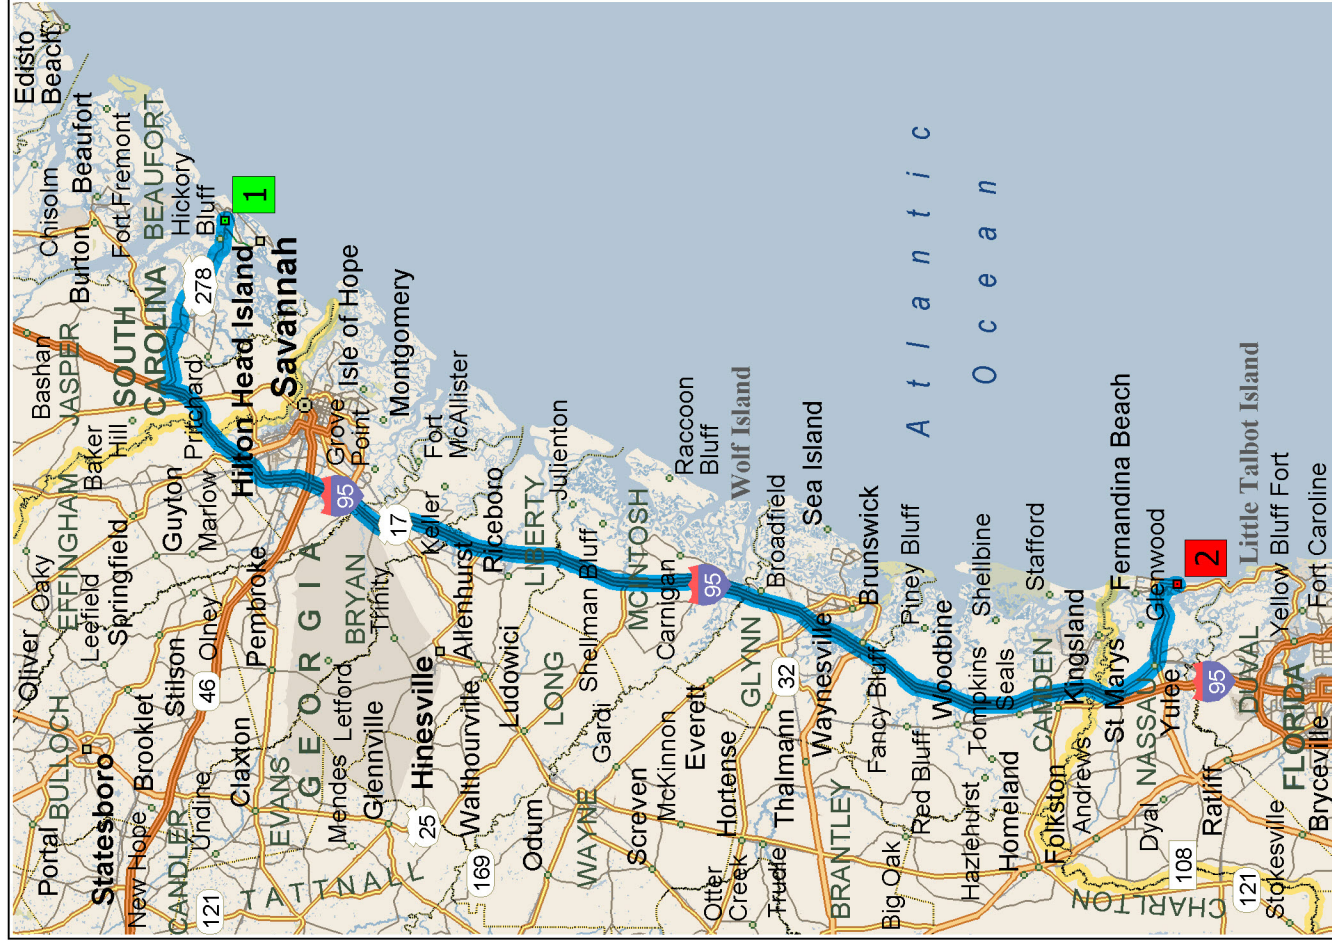 Edisto
Beach
Chisolm
Beaufort
Burton
Fort Fremont
BEAUFORT
Hickory
Bluff
1
278
Bashan
JASPER
SOUTH
CAROLINA
Pritchard
Hilton Head Island
Savannah
Isle of Hope
Montgomery
Baker
Hill
Grove
Point
Fort
McAllister
Oliver
Oaky
EFFINGHAM
Leefield
Springfield
Guyton
Marlow
Olney
Stilson
Pembroke
95
17
Keller
BRYAN
Trinity
Allenhurst
Riceboro
LIBERTY
Julienton
Raccoon
Bluff
Wolf Island
Sea Island
Broadfield
Brunswick
Atlantic
Ocean
Portal
BULLOCH
Statesboro
Brooklet
New Hope
CANDLER
Undine
46
Claxton
EVANS
GEORGIA
Mendes
Letford
Glennville
Hinesville
25
Walthourville
Ludowici
LONG
Shellman Bluff
MCINTOSH
Carnigan
95
GLYNN
32
Waynesville
Fancy Bluff
Piney Bluff
Woodbine
Shellbine
Tompkins
Seals
Stafford
CAMDEN
Kingsland
St Marys
Fernandina Beach
Glenwood
2
Little Talbot Island
Yellow Bluff Fort
Fort Caroline
NASSAU
Yulee
95
DUVAL
FLORIDA
121
TATTNALL
169
Odum
WAYNE
Gardi
Screven
McKinnon
Everett
Hortense
Thalmann
Otter
Creek
Trudie
BRANTLEY
Big Oak
Red Buff
Hazlehurst
Homeland
Folkston
Andrews
CHARLTON
Dyal
108
Ratliff
121
Stokesville
Bryceville